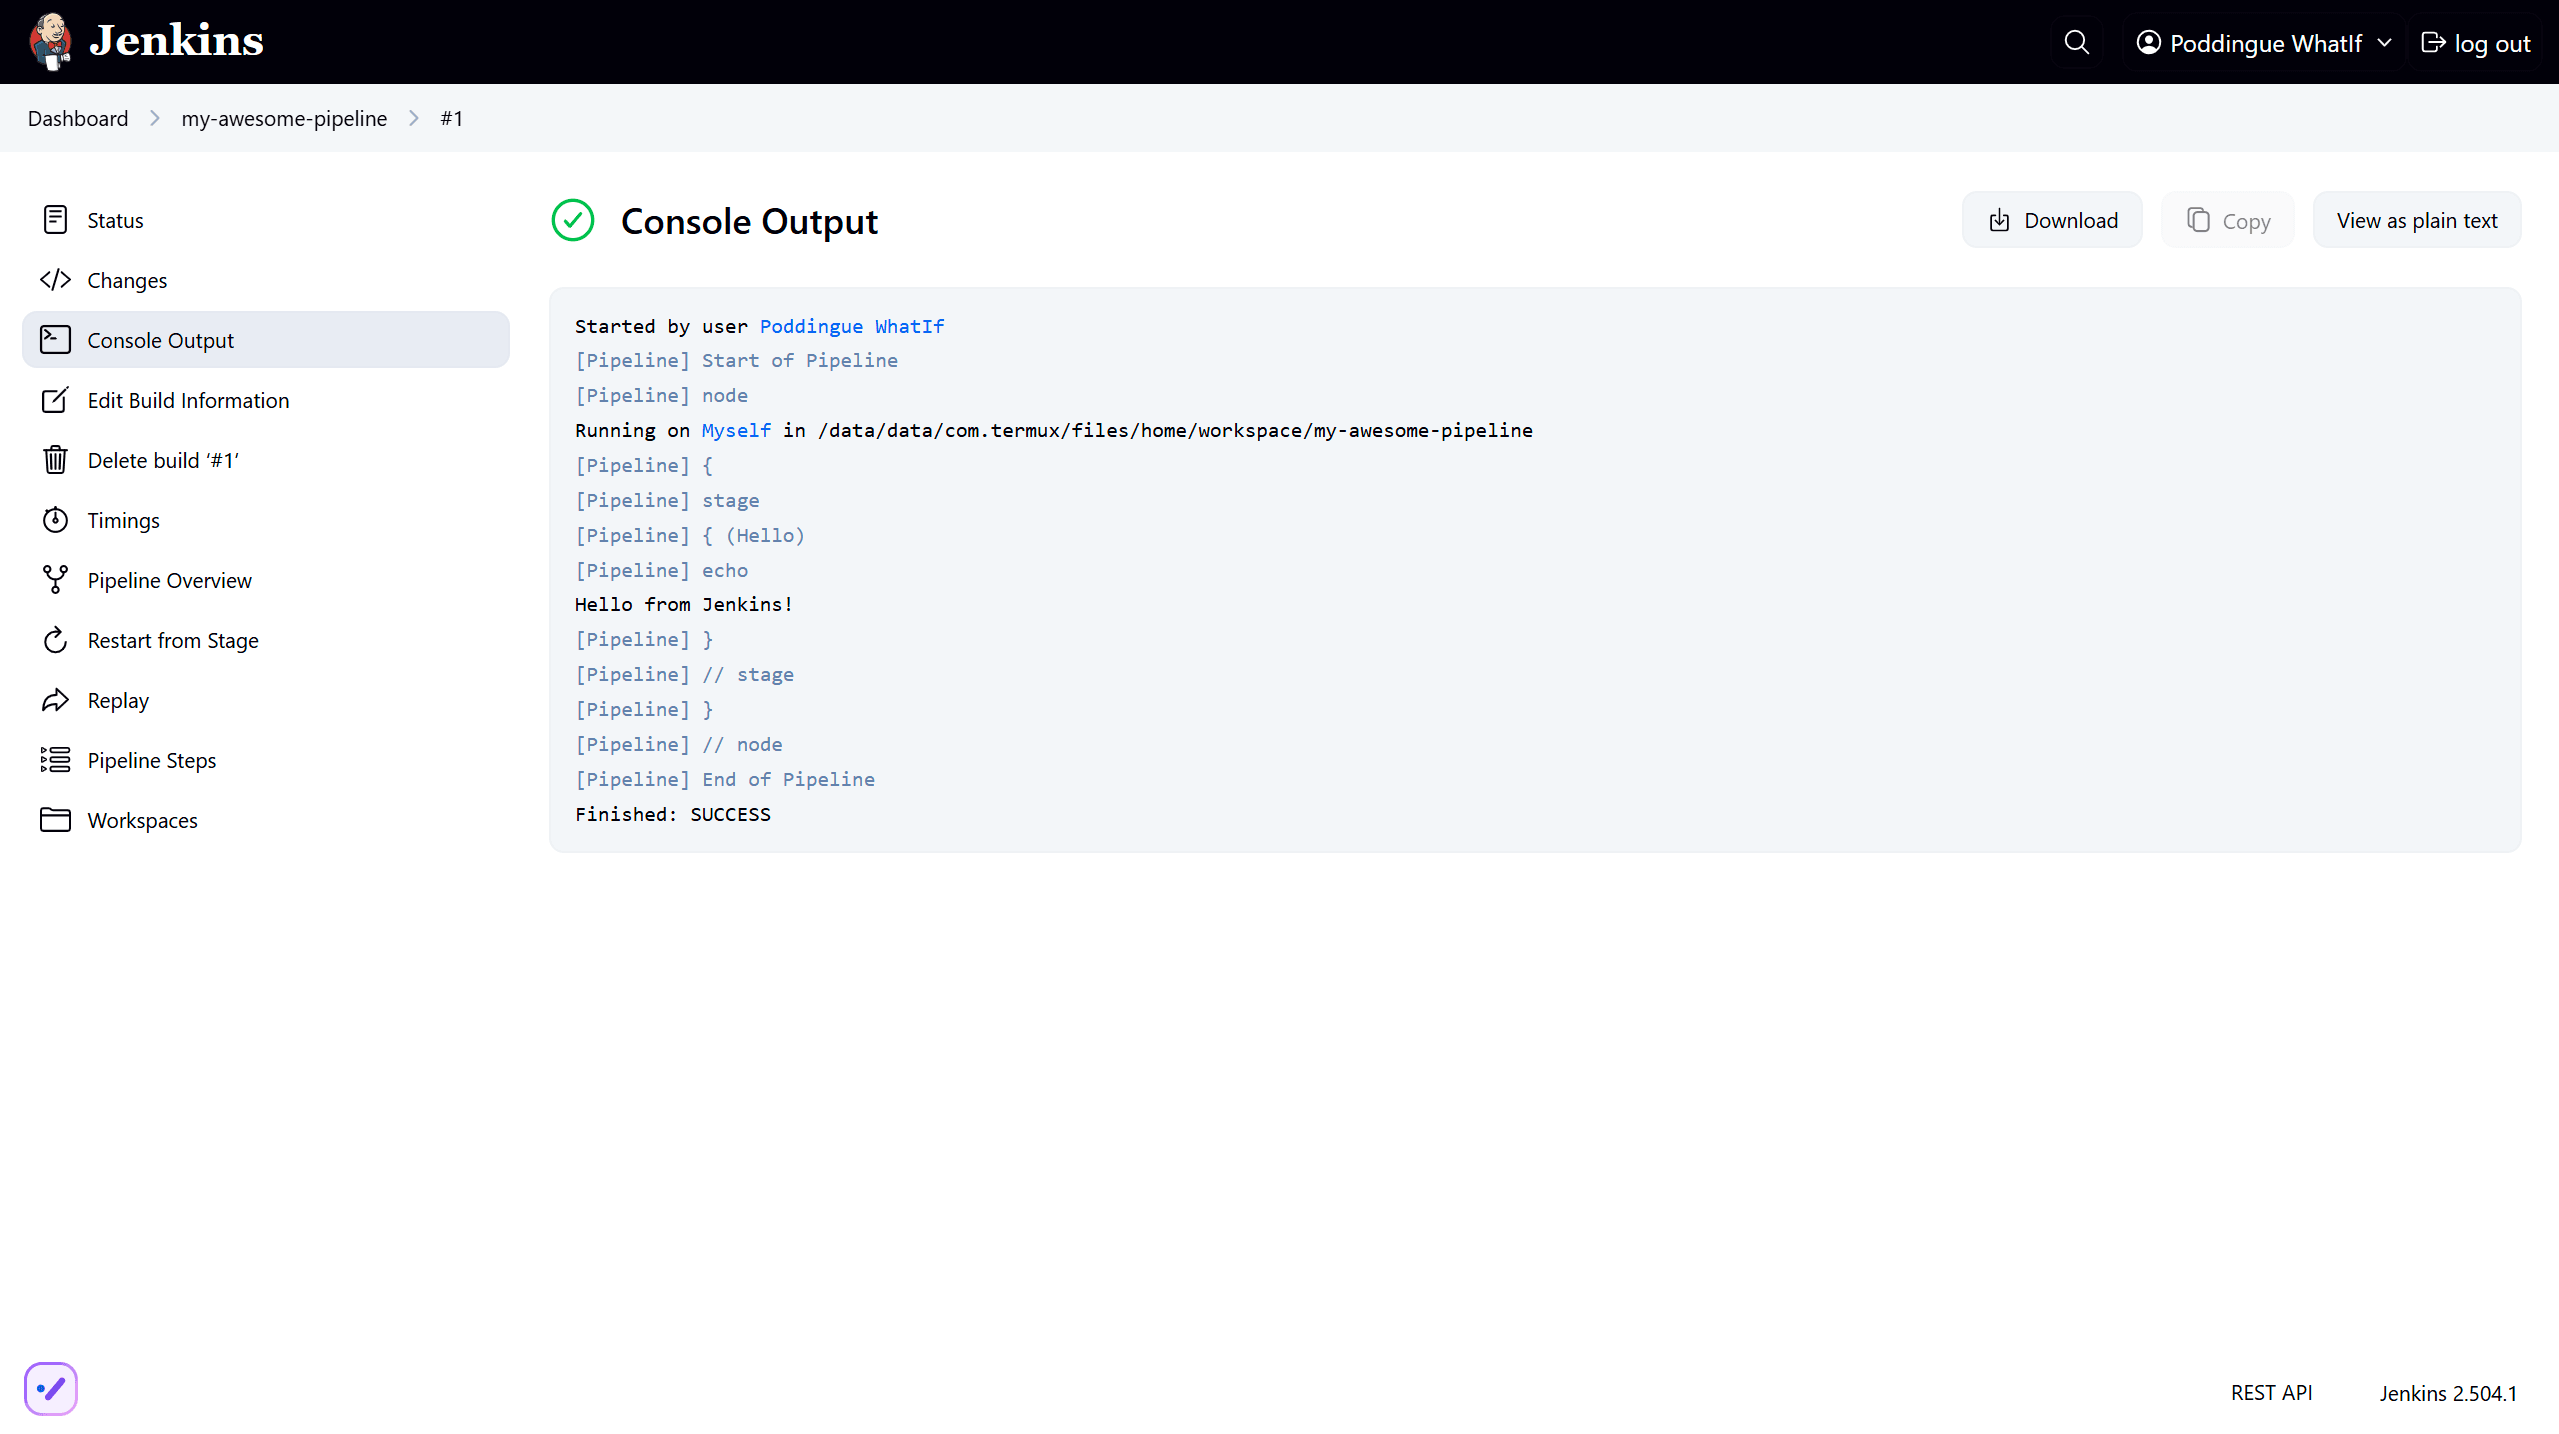 Jenkins
Poddingue WhatIf
log out
Dashboard
my-awesome-pipeline
#1
Status
Changes
Console Output
Edit Build Information
Delete build ‘#1’
Timings
Pipeline Overview
Restart from Stage
Replay
Pipeline Steps
Workspaces
Console Output
Download
Copy
View as plain text
Started by user Poddingue WhatIf
[Pipeline] Start of Pipeline
[Pipeline] node
Running on Myself in /data/data/com.termux/files/home/workspace/my-awesome-pipeline
[Pipeline] {
[Pipeline] stage
[Pipeline] { (Hello)
[Pipeline] echo
Hello from Jenkins!
[Pipeline] }
[Pipeline] // stage
[Pipeline] }
[Pipeline] // node
[Pipeline] End of Pipeline
Finished: SUCCESS
REST API
Jenkins 2.504.1